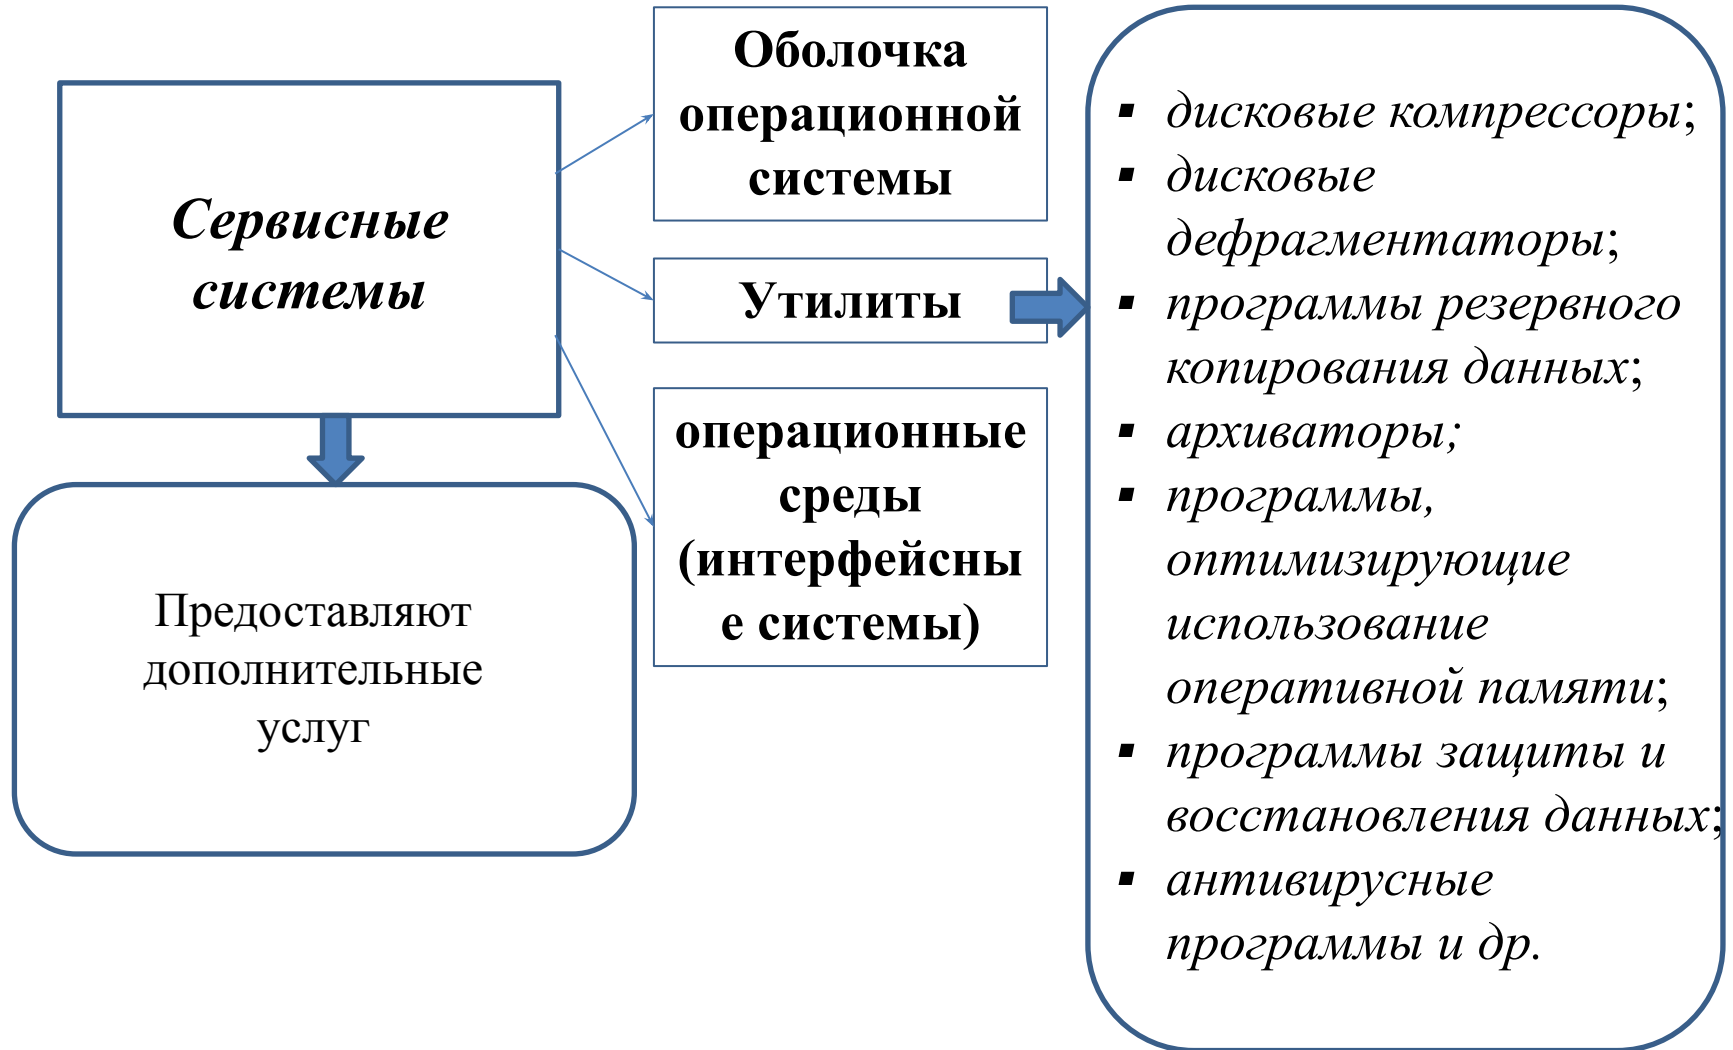 Сервисные
системы
Предоставляют
дополнительные
услуг
Оболочка
операционной
системы
Утилиты
операционные
среды
(интерфейсны
е системы)
▪ дисковые компрессоры;
▪ дисковые
дефрагментаторы;
▪ программы резервного
копирования данных;
▪ архиваторы;
▪ программы,
оптимизирующие
использование
оперативной памяти;
▪ программы защиты и
восстановления данных;
▪ антивирусные
программы и др.